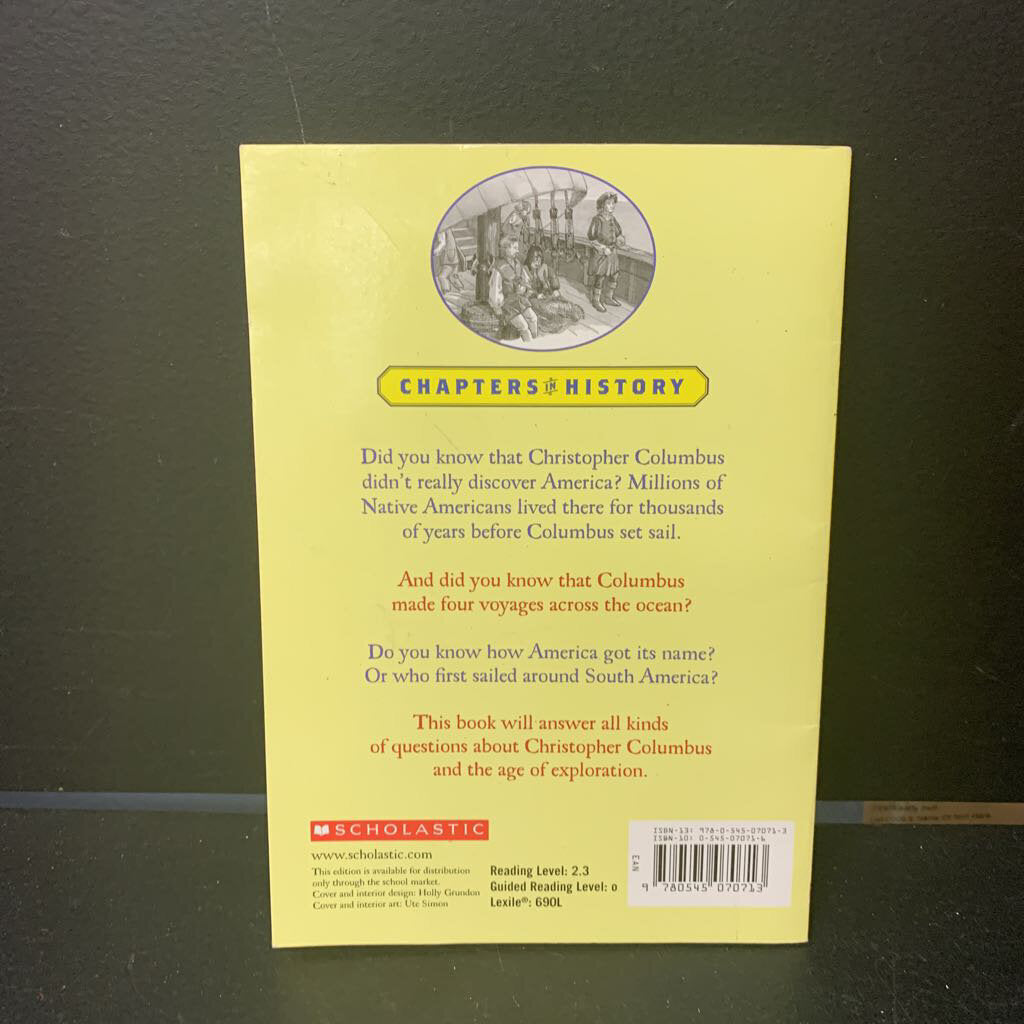 CHAPTERS IN HISTORY
Did you know that Christopher Columbus
didn't really discover America? Millions of
Native Americans lived there for thousands
of years before Columbus set sail.
And did you know that Columbus
made four voyages across the ocean?
Do you know how America got its name?
Or who first sailed around South America?
This book will answer all kinds
of questions about Christopher Columbus
and the age of exploration.
SCHOLASTIC
www.scholastic.com
This edition is available for distribution
only through the school market.
Cover and interior design: Holly Grundon
Cover and interior art: Ute Simon
Reading Level: 2.3
Guided Reading Level: o
Lexile®: 690L
ISBN-13: 978-0-545-07071-3
ISBN-10: 0-545-07071-6
EAN
9 780545 070713